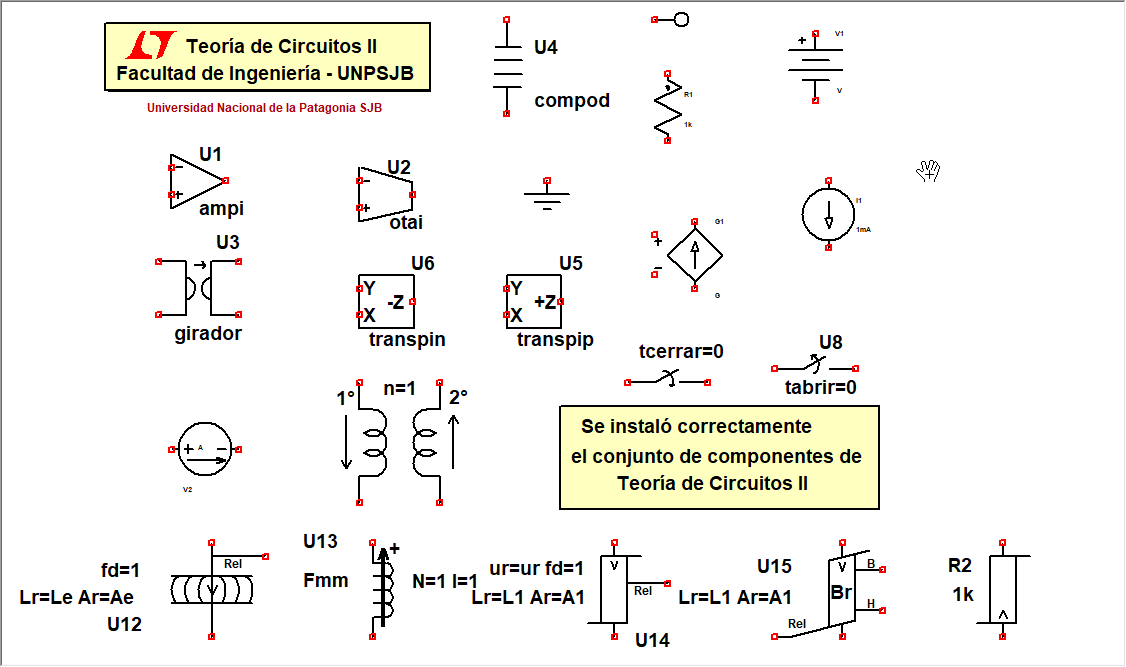 Teoría de Circuitos II
Facultad de Ingeniería - UNPSJB
Universidad Nacional de la Patagonia SJB
U4
compod
R1
1k
V1
+
V
U1
-
+
ampi
U2
-
+
otai
I1
1mA
U3
girador
U6
Y
X
-Z
transpin
U5
Y
X
+Z
transpip
G1
+
-
G
tcerrar=0
U8
tabrir=0
1°
n=1
2°
+ A -
V2
Se instaló correctamente
el conjunto de componentes de
Teoría de Circuitos II
fd=1
Rel
Lr=Le Ar=Ae
U12
U13
+
Fmm
N=1 I=1
ur=ur fd=1
Rel
Lr=L1 Ar=A1
U14
U15
B
Br
Lr=L1 Ar=A1
H
Rel
R2
1k